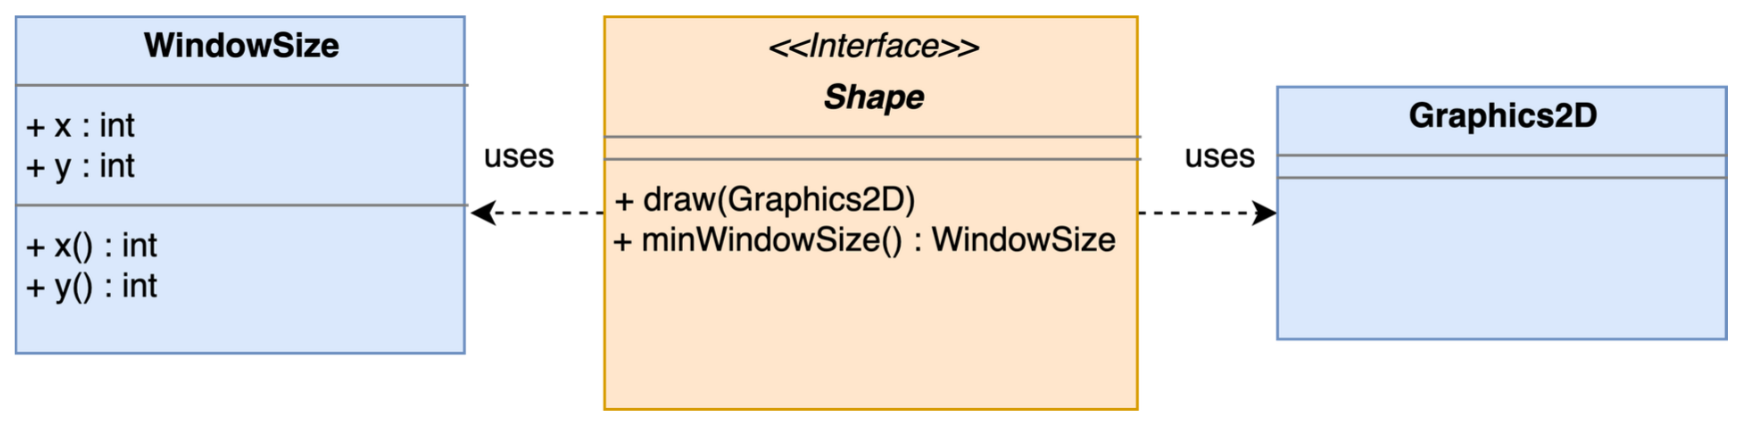 WindowSize
+ x : int
+ y : int
+ x() : int
+ y() : int
uses
<<Interface>>
Shape
+ draw(Graphics2D)
+ minWindowSize() : WindowSize
uses
Graphics2D